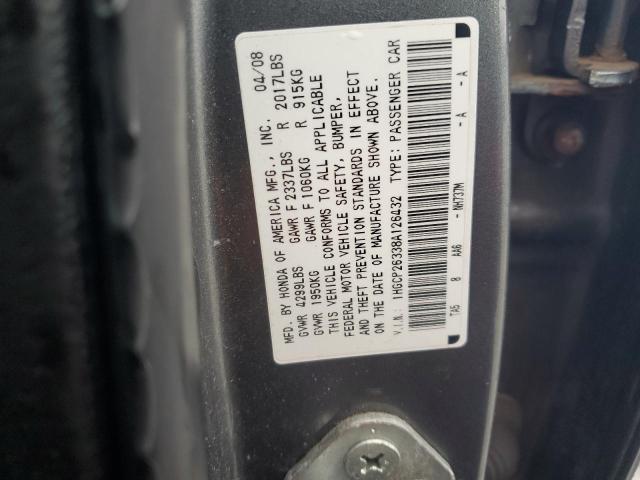 MFD. BY HONDA OF AMERICA MFG., INC. 04/08
GVWR 4299LBS GAWR F 2337LBS R 2017LBS
GVWR 1950KG GAWR F 1060KG R 915KG
THIS VEHICLE CONFORMS TO ALL APPLICABLE
FEDERAL MOTOR VEHICLE SAFETY, BUMPER,
AND THEFT PREVENTION STANDARDS IN EFFECT
ON THE DATE OF MANUFACTURE SHOWN ABOVE.
V.I.N.: 1HGCP26338A126432 TYPE: PASSENGER CAR
TA5 8 AA6 - NH737M - A - A